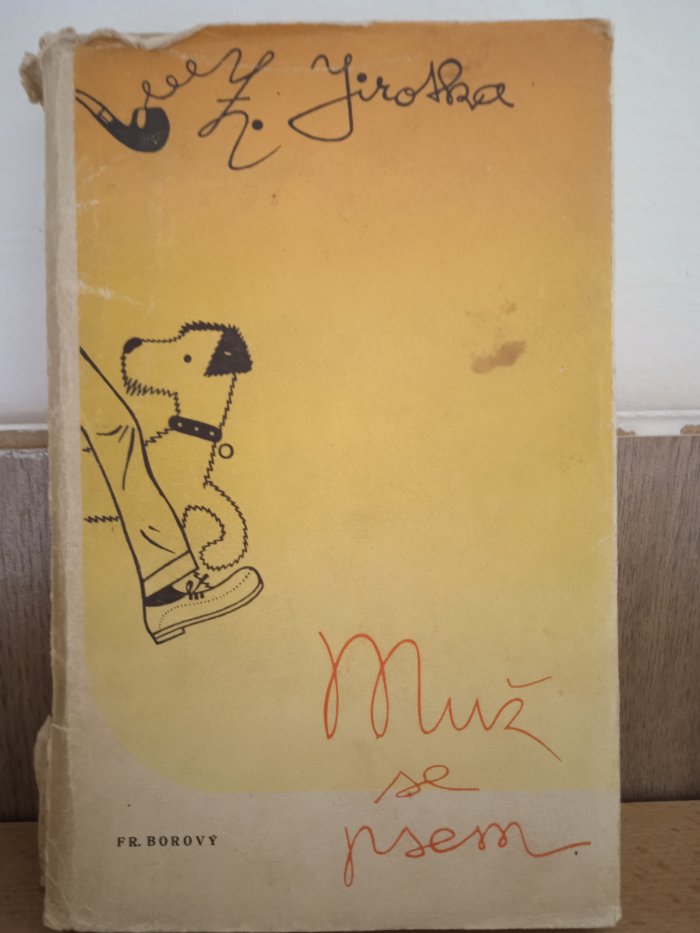 Z. Jirotka
Muž
se
psem
FR. BOROVÝ